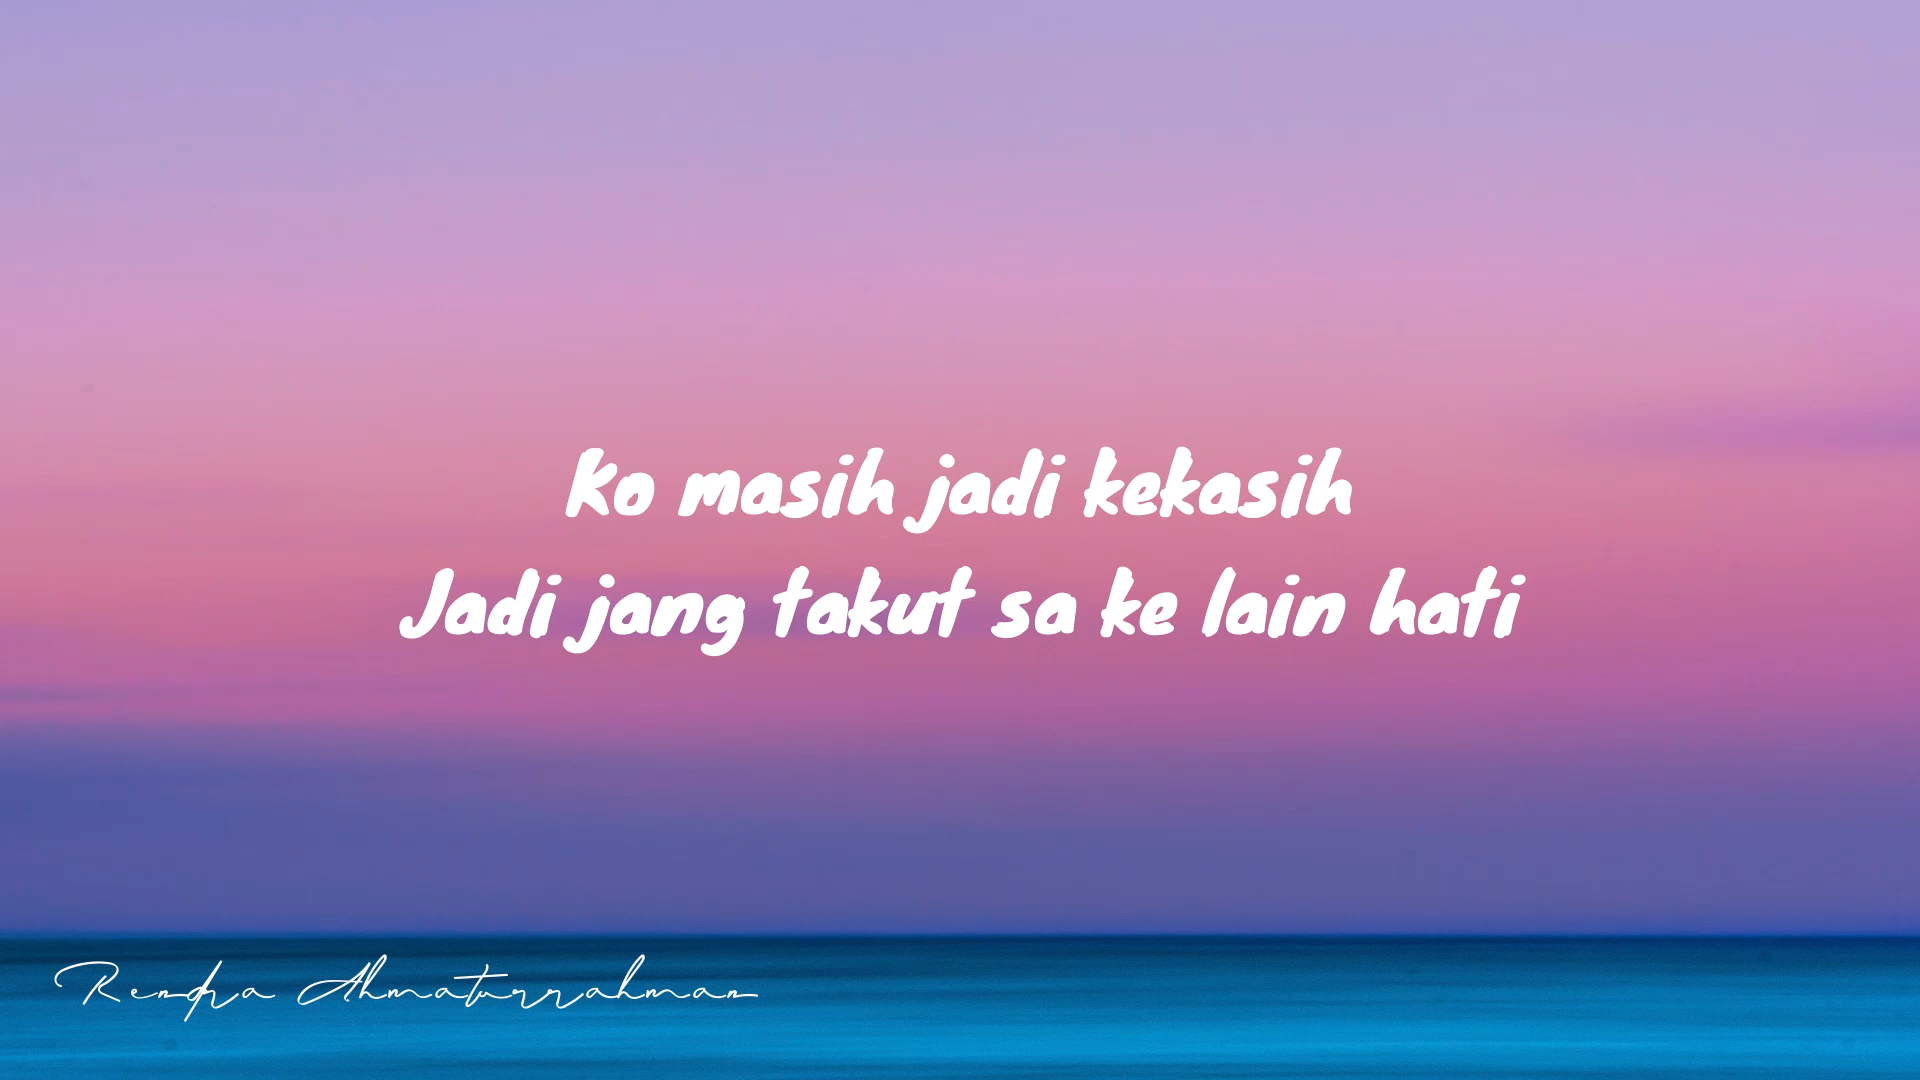 Ko masih jadi kekasih
Jadi jang takut sa ke lain hati
Rendra Ahmaturrahman